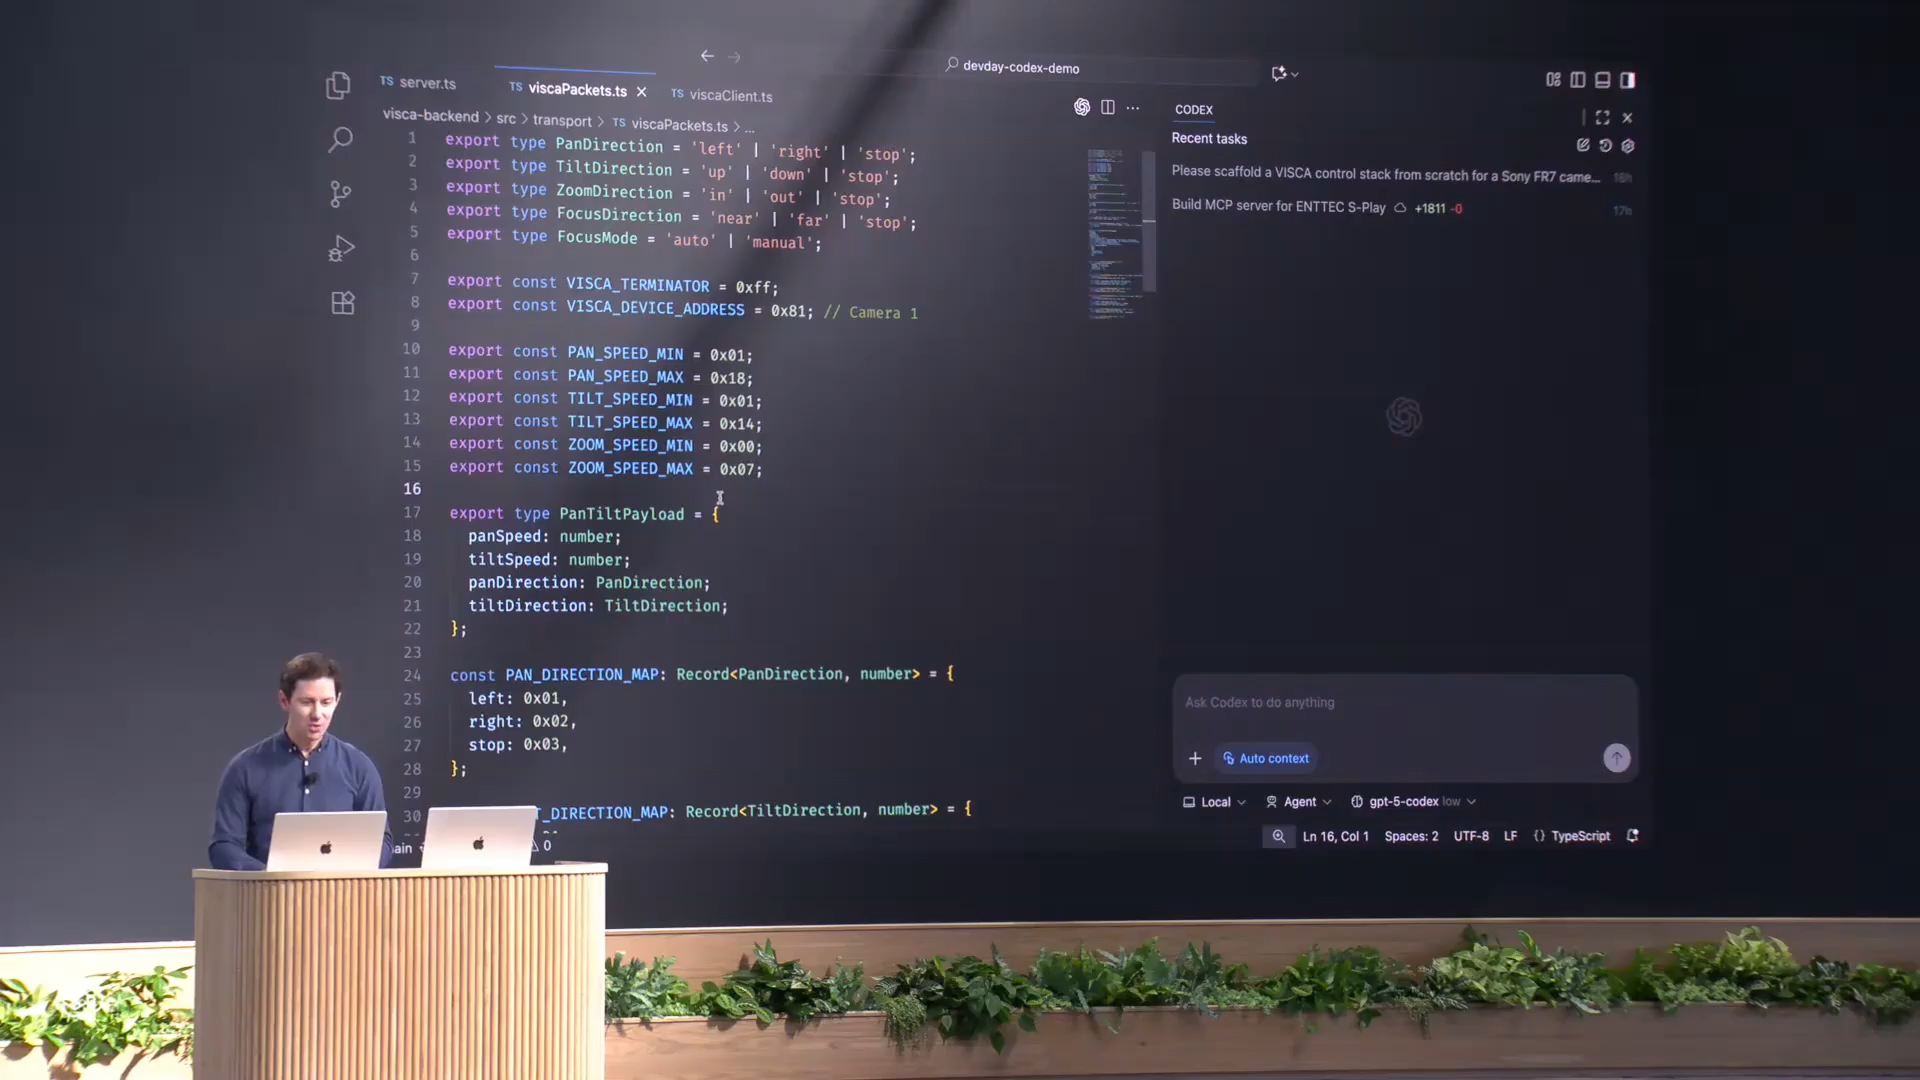 devday-codex-demo
TS server.ts
TS viscaPackets.ts
TS viscaClient.ts
visca-backend > src > transport > TS viscaPackets.ts > ...
1 export type PanDirection = 'left' | 'right' | 'stop';
2 export type TiltDirection = 'up' | 'down' | 'stop';
3 export type ZoomDirection = 'in' | 'out' | 'stop';
4 export type FocusDirection = 'near' | 'far' | 'stop';
5 export type FocusMode = 'auto' | 'manual';
6
7 export const VISCA_TERMINATOR = 0xff;
8 export const VISCA_DEVICE_ADDRESS = 0x81; // Camera 1
9
10 export const PAN_SPEED_MIN = 0x01;
11 export const PAN_SPEED_MAX = 0x18;
12 export const TILT_SPEED_MIN = 0x01;
13 export const TILT_SPEED_MAX = 0x14;
14 export const ZOOM_SPEED_MIN = 0x00;
15 export const ZOOM_SPEED_MAX = 0x07;
16
17 export type PanTiltPayload = {
18 panSpeed: number;
19 tiltSpeed: number;
20 panDirection: PanDirection;
21 tiltDirection: TiltDirection;
22 };
23
24 const PAN_DIRECTION_MAP: Record<PanDirection, number> = {
25 left: 0x01,
26 right: 0x02,
27 stop: 0x03,
28 };
29
30 T_DIRECTION_MAP: Record<TiltDirection, number> = {
ain
0
CODEX
Recent tasks
Please scaffold a VISCA control stack from scratch for a Sony FR7 came... 16h
Build MCP server for ENTTEC S-Play +1811 -0 17h
Ask Codex to do anything
Auto context
Local
Agent
gpt-5-codex low
Ln 16, Col 1 Spaces: 2 UTF-8 LF {} TypeScript